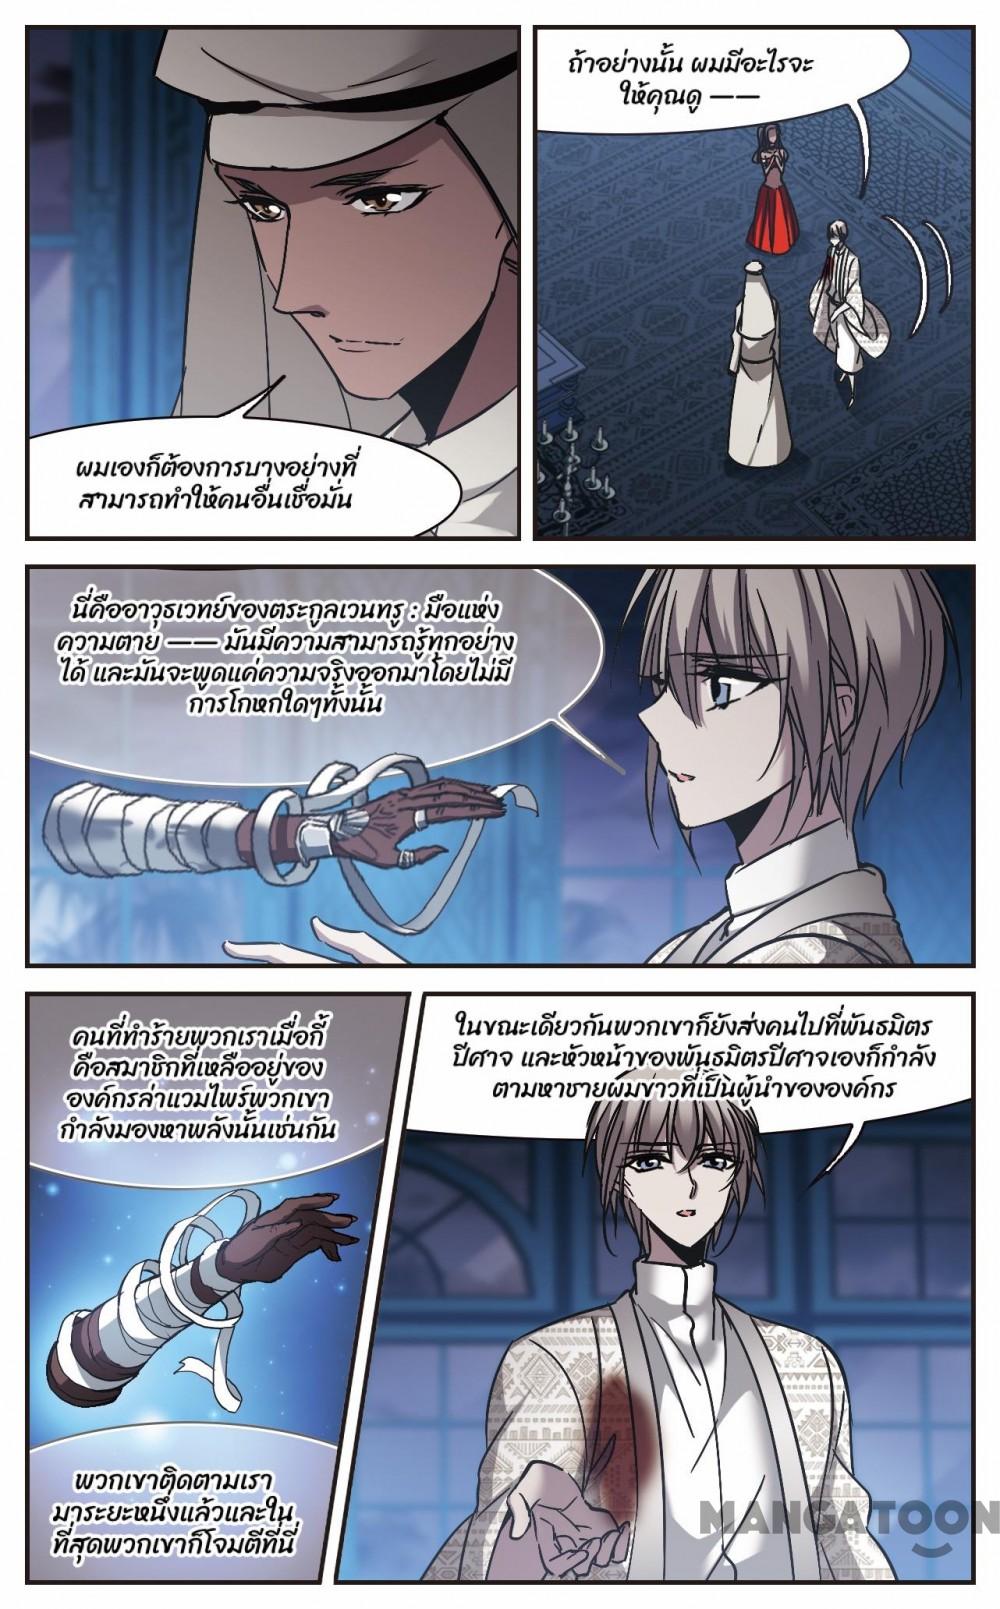 ผมเองก็ต้องการบางอย่างที่
สามารถทำให้คนอื่นเชื่อมั่น
ถ้าอย่างนั้น ผมมีอะไรจะ
ให้คุณดู ——
นี่คืออาวุธเวทย์ของตระกูลเวนทรู : มือแห่ง
ความตาย —— มันมีความสามารถรู้ทุกอย่าง
ได้ และมันจะพูดแค่ความจริงออกมาโดยไม่มี
การโกหกใดๆทั้งนั้น
คนที่ทำร้ายพวกเราเมื่อกี้
คือสมาชิกที่เหลืออยู่ของ
องค์กรล่าแวมไพร์พวกเขา
กำลังมองหาพลังนั้นเช่นกัน
พวกเขาติดตามเรา
มาระยะหนึ่งแล้วและใน
ที่สุดพวกเขาก็โจมตีที่นี่
ในขณะเดียวกันพวกเขาก็ยังส่งคนไปที่พันธมิตร
ปีศาจ และหัวหน้าของพันธมิตรปีศาจเองก็กำลัง
ตามหาชายผมขาวที่เป็นผู้นำขององค์กร
MANGATOON